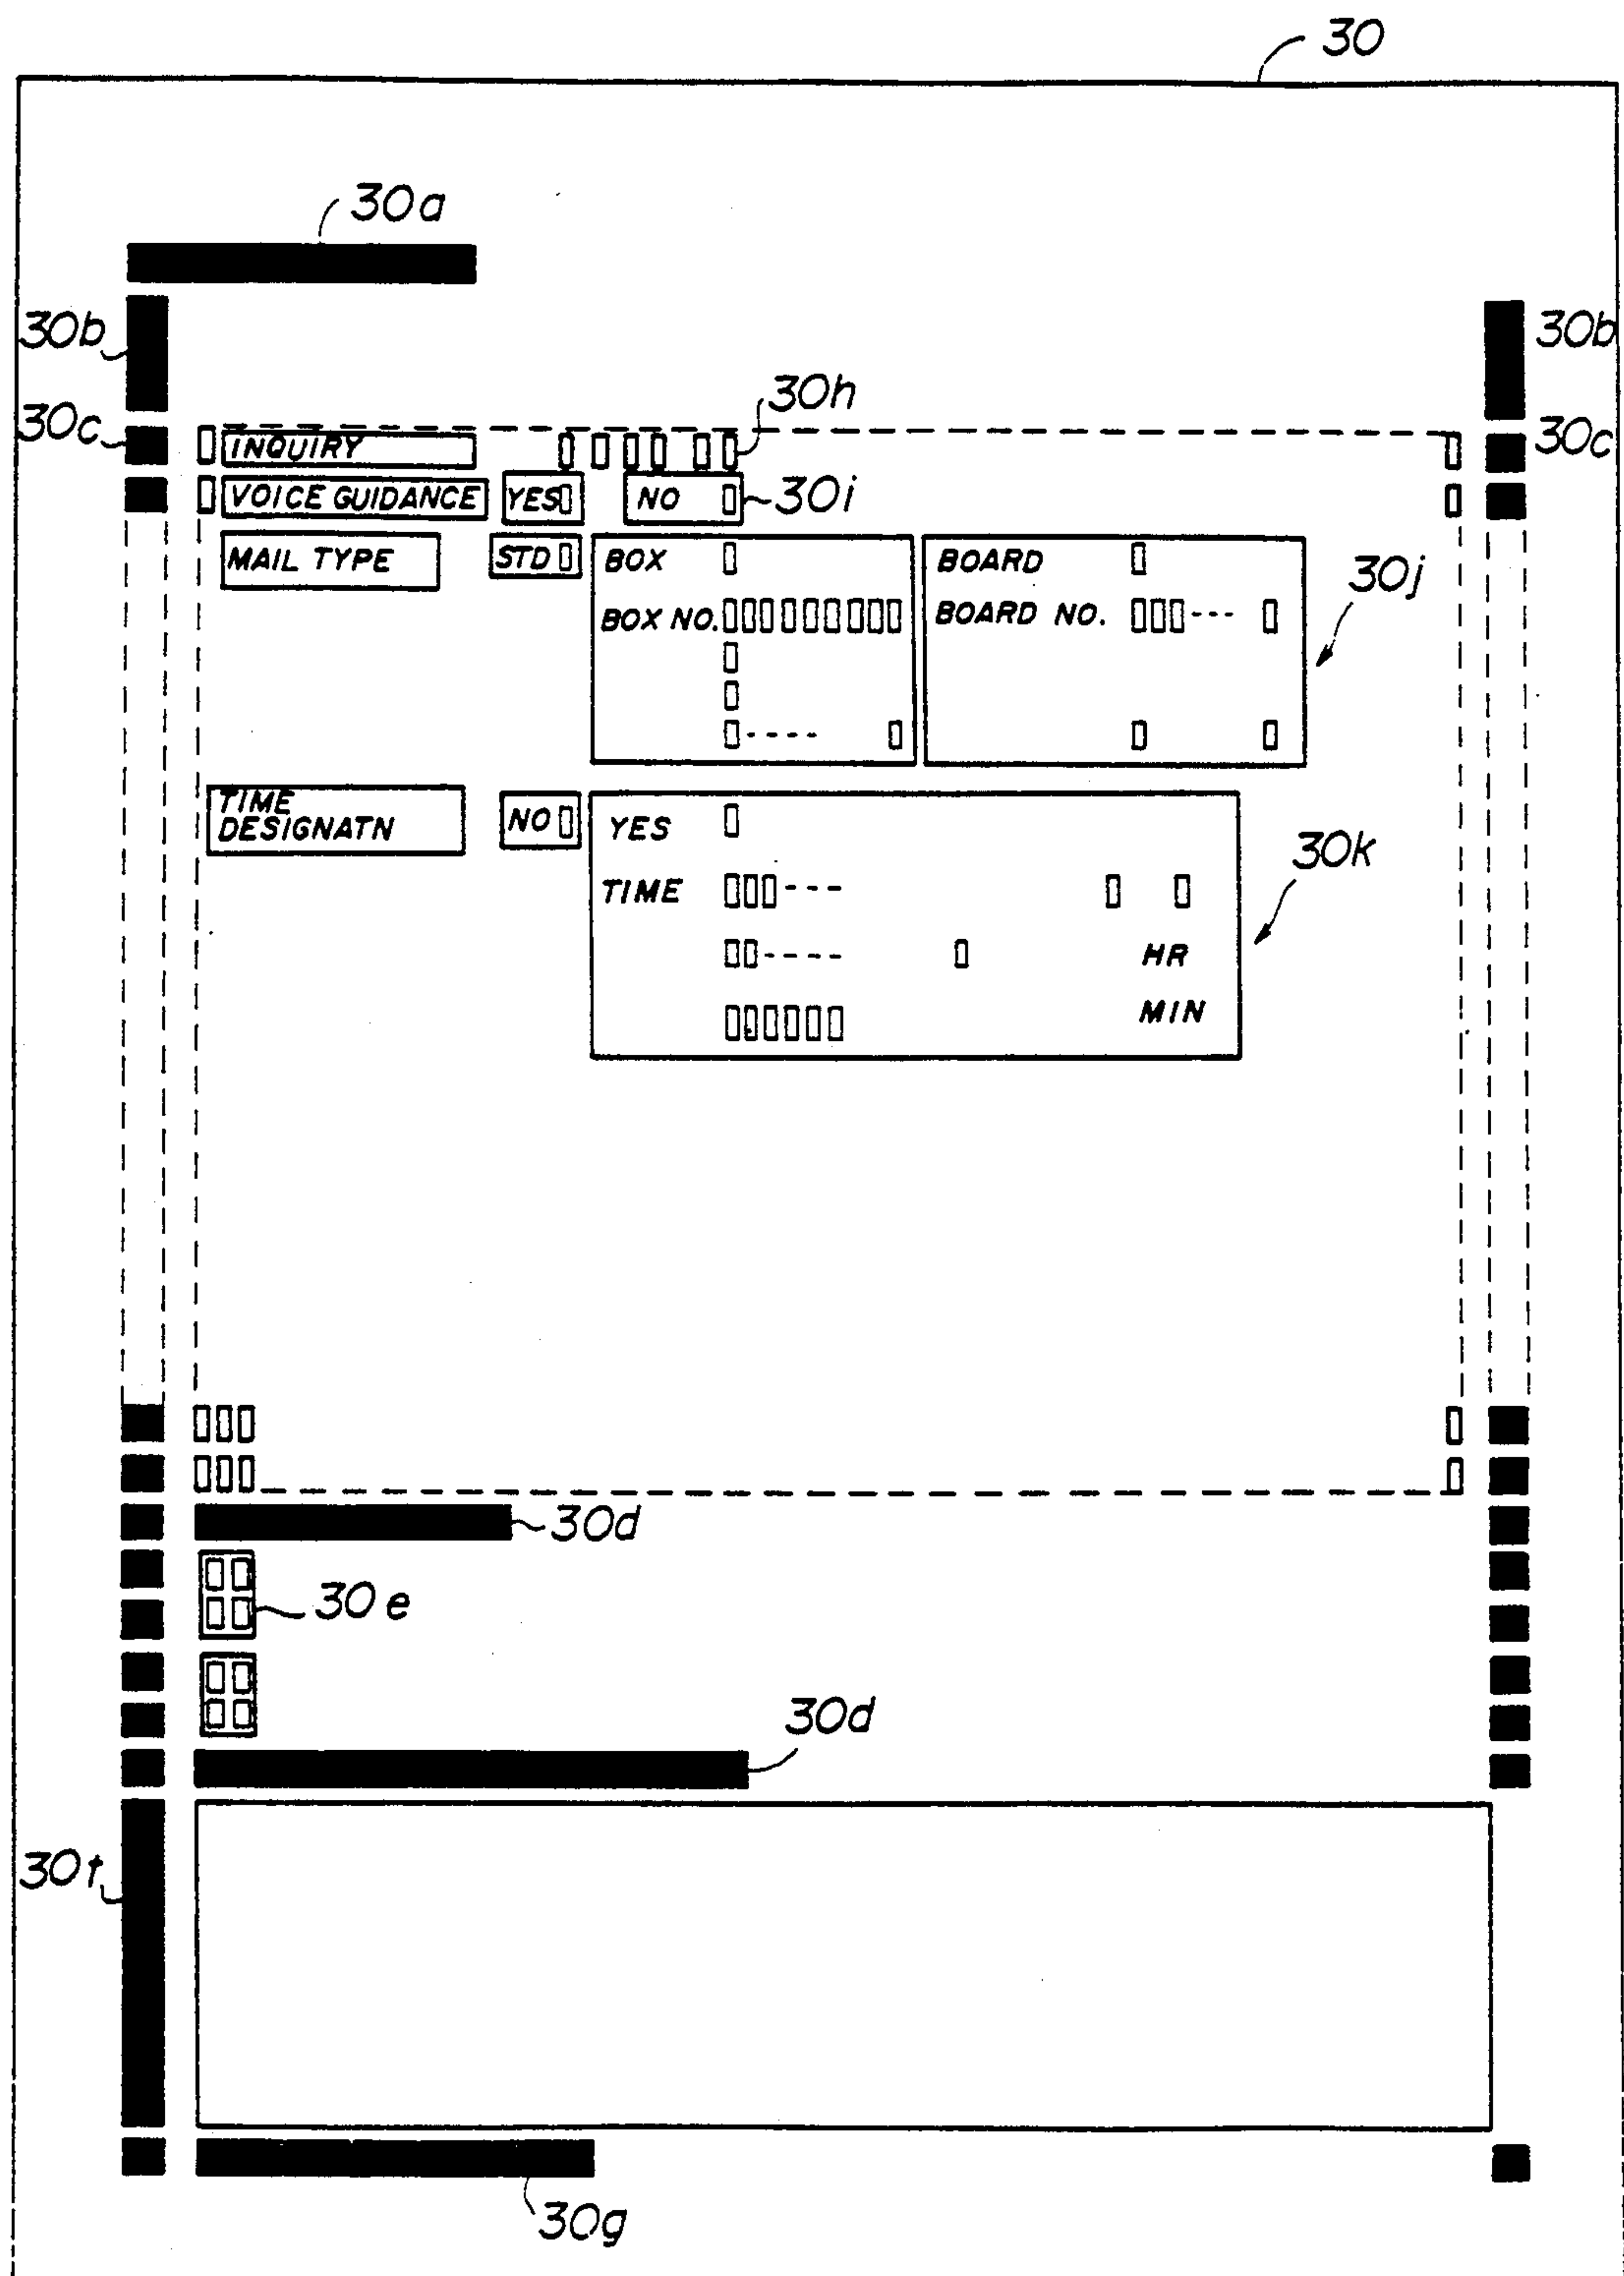 30
30a
30b
30b
30h
30c
INQUIRY
30c
VOICE GUIDANCE YES NO 30i
MAIL TYPE STD BOX BOARD
30j
BOX NO. BOARD NO. ---
----
TIME
DESIGNATN NO YES
30k
TIME ---
---- HR
MIN
30d
30e
30d
30f
30g